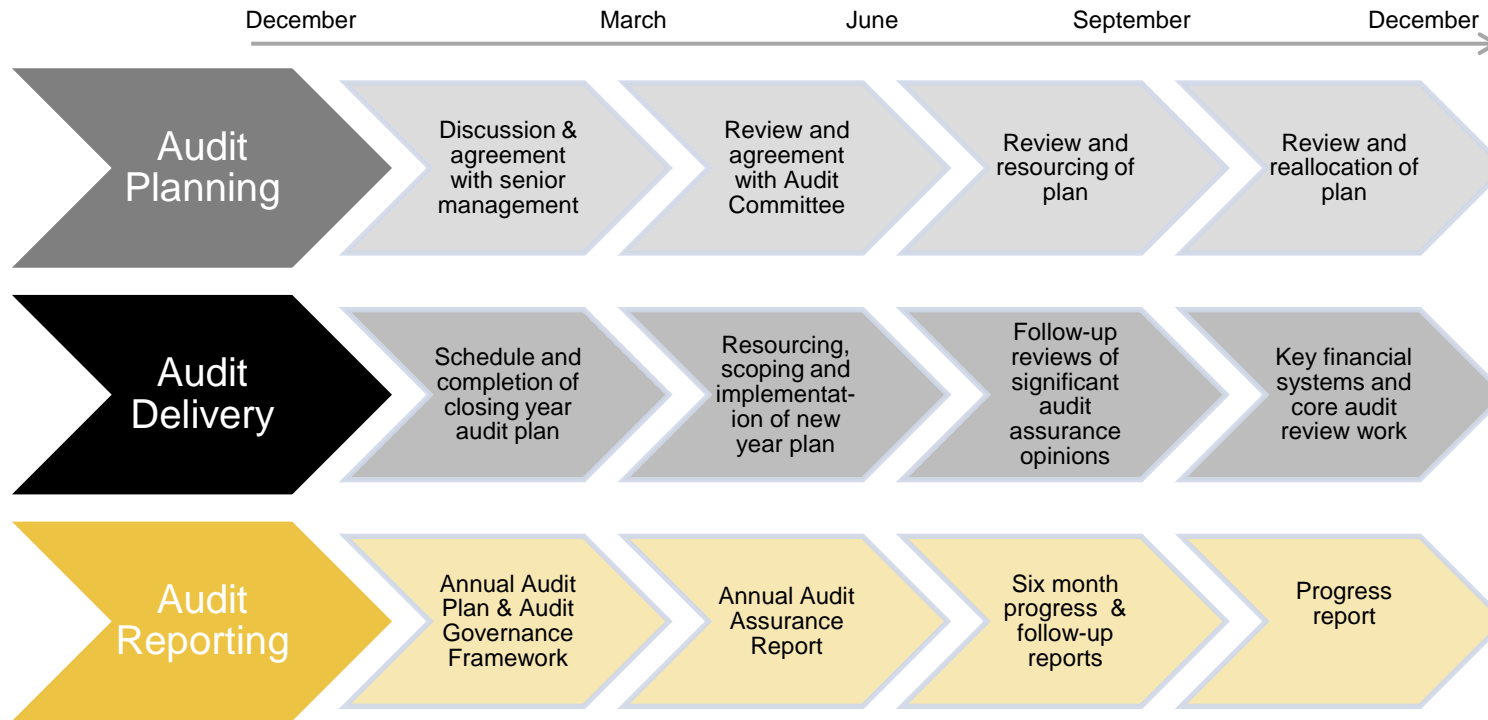 December March June September December
Audit
Planning
Discussion &
agreement
with senior
management
Review and
agreement
with Audit
Committee
Review and
resourcing of
plan
Review and
reallocation of
plan
Audit
Delivery
Schedule and
completion of
closing year
audit plan
Resourcing,
scoping and
implementat-
ion of new
year plan
Follow-up
reviews of
significant
audit
assurance
opinions
Key financial
systems and
core audit
review work
Audit
Reporting
Annual Audit
Plan & Audit
Governance
Framework
Annual Audit
Assurance
Report
Six month
progress &
follow-up
reports
Progress
report